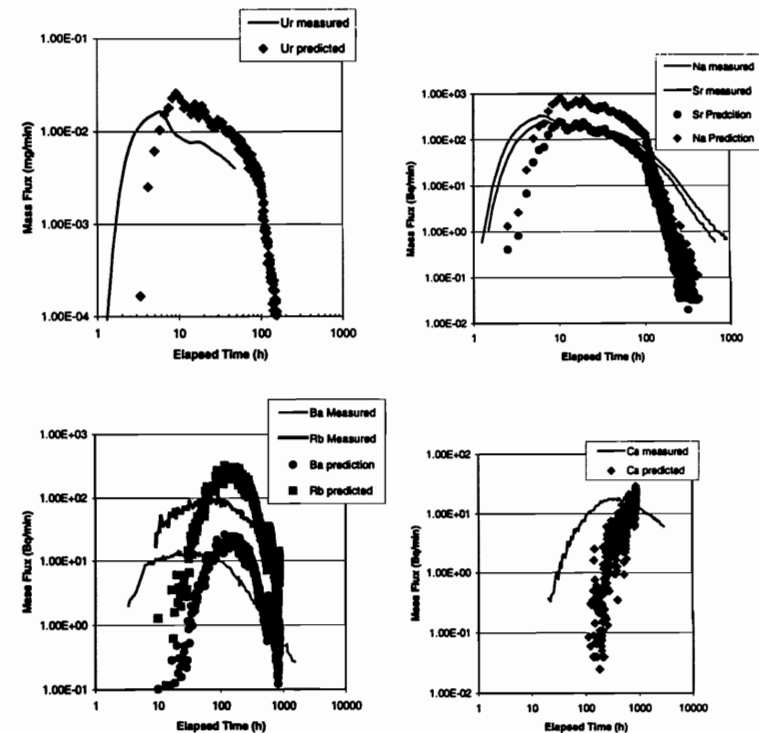 Ur measured
Ur predicted
1.00E-01
1.00E-02
1.00E-03
1.00E-04
Mass Flux (mg/min)
1
10
100
1000
Elapsed Time (h)
Na measured
Sr measured
Sr Predcition
Na Prediction
1.00E+03
1.00E+02
1.00E+01
1.00E+00
1.00E-01
1.00E-02
Mass Flux (Bq/min)
1
10
100
1000
Elapsed Time (h)
Ba Measured
Rb Measured
Ba prediction
Rb predicted
1.00E+03
1.00E+02
1.00E+01
1.00E+00
1.00E-01
Mass Flux (Bq/min)
1
10
100
1000
10000
Elapsed Time (h)
Cs measured
Cs predicted
1.00E+02
1.00E+01
1.00E+00
1.00E-01
1.00E-02
Mass Flux (Bq/min)
1
10
100
1000
10000
Elapsed Time (h)